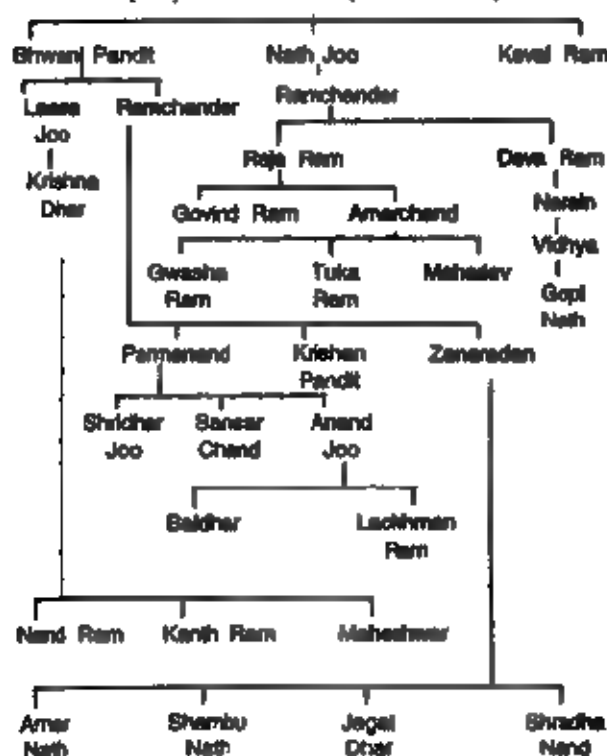 Bhwani Pandit Nath Joo Keval Ram
Ramchander
Lassa Ramchander
Joo
Raja Ram Deva Ram
Krishna
Dhar
Narain
Govind Ram Amarchand
Vidhya
Gwasha Tuka Mahadev
Ram Ram
Gopi
Nath
Parmanand Krishan Zanaradan
Pandit
Shridhar Sansar Anand
Joo Chand Joo
Baldhar Lachhman
Ram
Nand Ram Kanth Ram Maheshwar
Amar Shambu Jagat Shradha
Nath Nath Dhar Nand